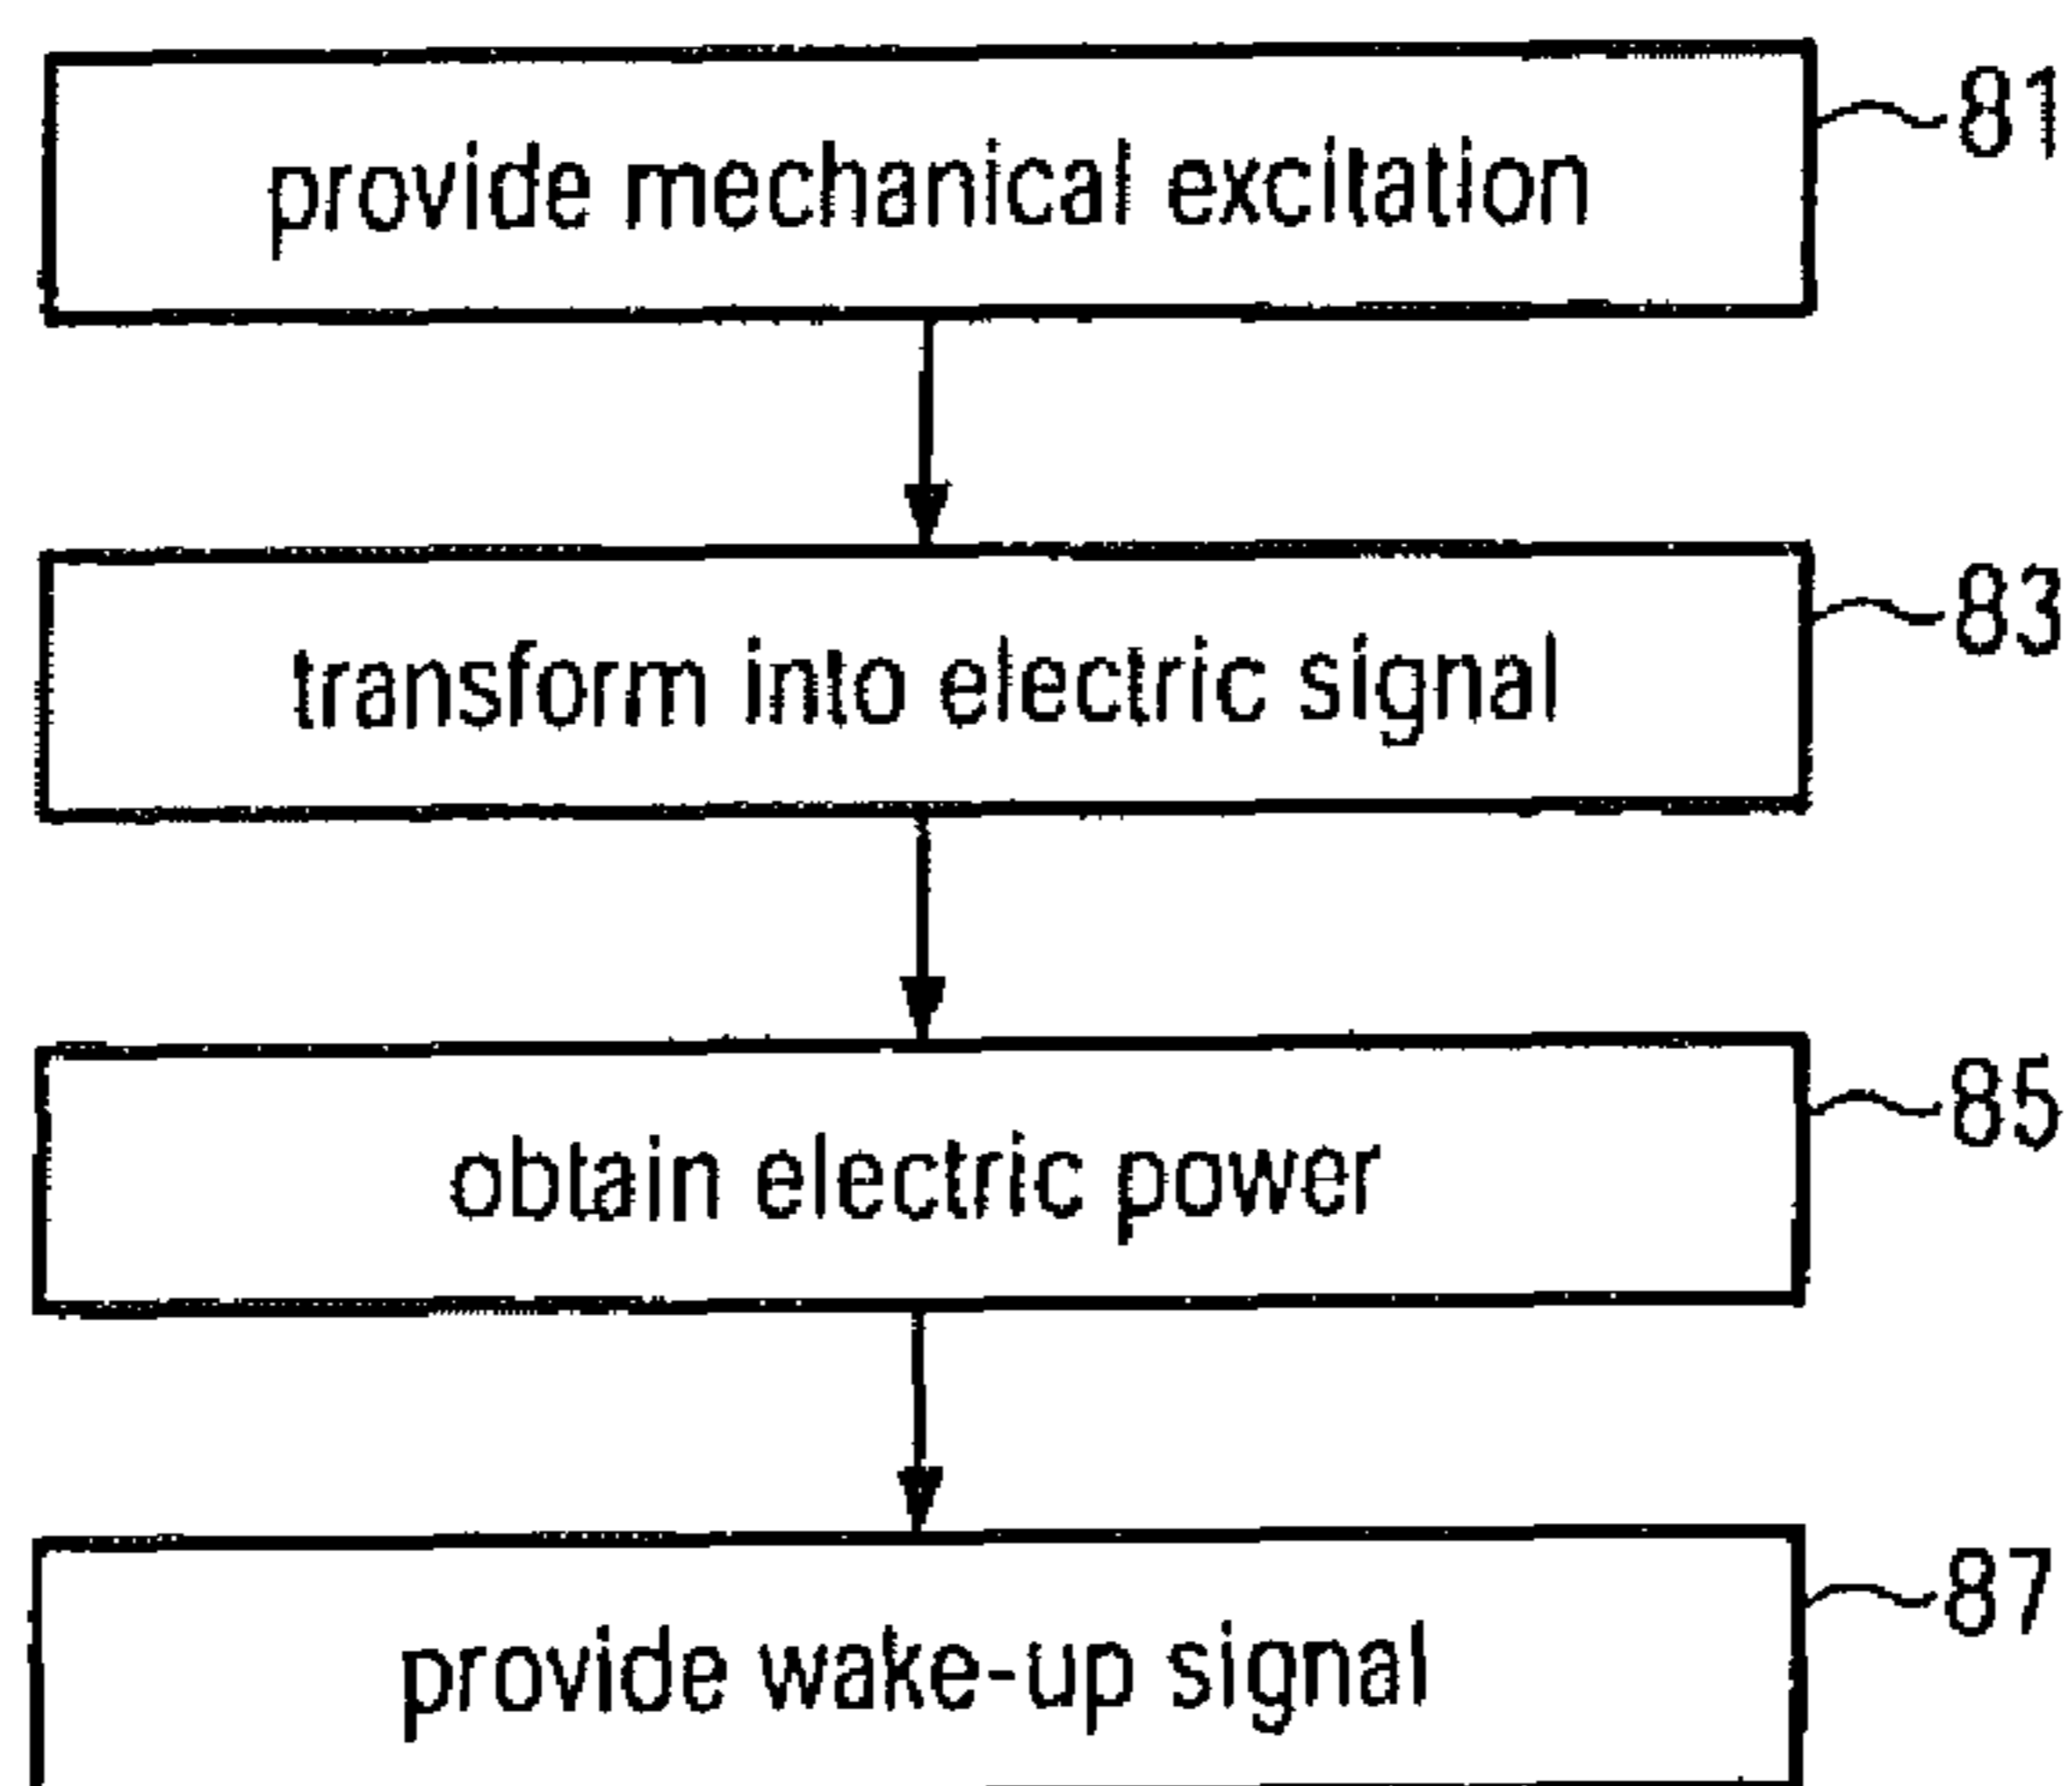 provide mechanical excitation
81
transform into electric signal
83
obtain electric power
85
provide wake-up signal
87